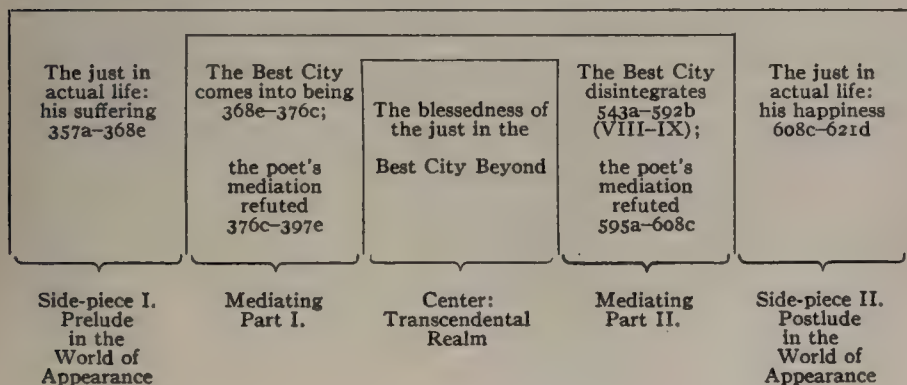 The just in
actual life:
his suffering
357a–368e
The Best City
comes into being
368e–376c;
the poet's
mediation
refuted
376c–397e
The blessedness of
the just in the
Best City Beyond
The Best City
disintegrates
543a–592b
(VIII–IX);
the poet's
mediation
refuted
595a–608c
The just in
actual life:
his happiness
608c–621d
Side-piece I.
Prelude
in the
World of
Appearance
Mediating
Part I.
Center:
Transcendental
Realm
Mediating
Part II.
Side-piece II.
Postlude
in the
World of
Appearance